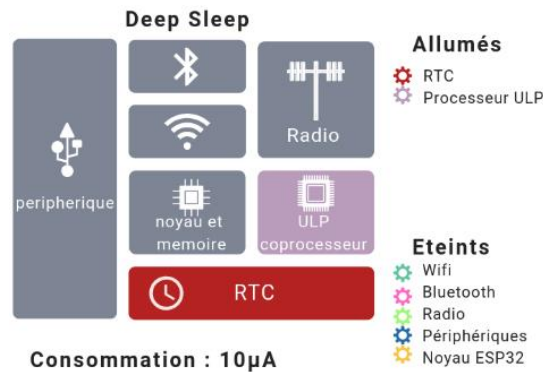 Deep Sleep
peripherique
Radio
noyau et
memoire
ULP
coprocesseur
RTC
Consommation : 10µA
Allumés
RTC
Processeur ULP
Eteints
Wifi
Bluetooth
Radio
Périphériques
Noyau ESP32